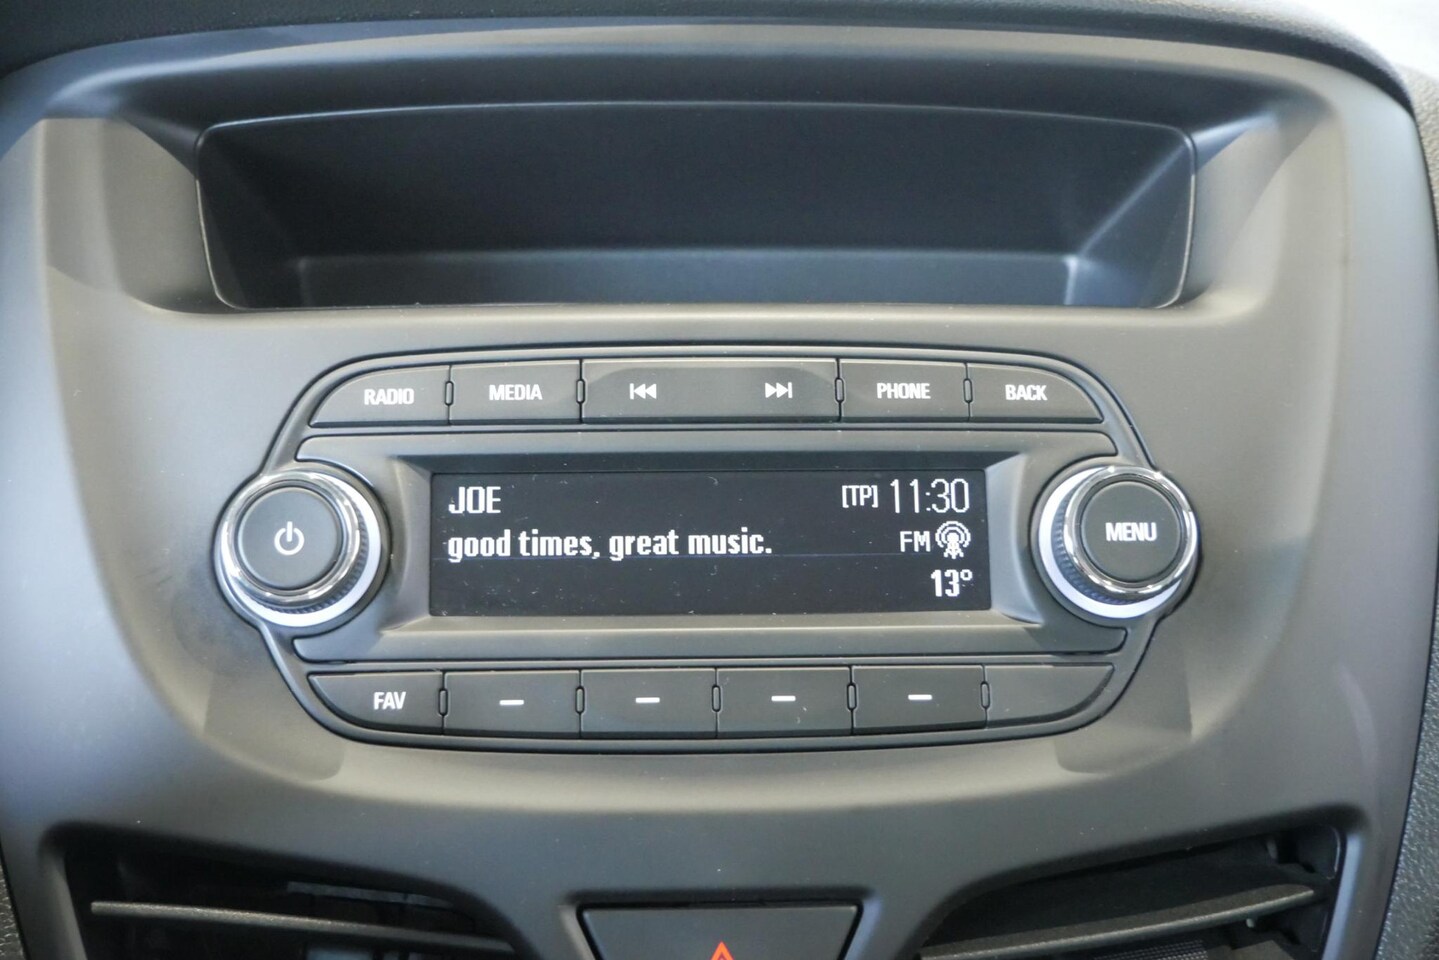 RADIO MEDIA PHONE BACK
JOE [TP] 11:30
good times, great music. FM
13°
MENU
FAV